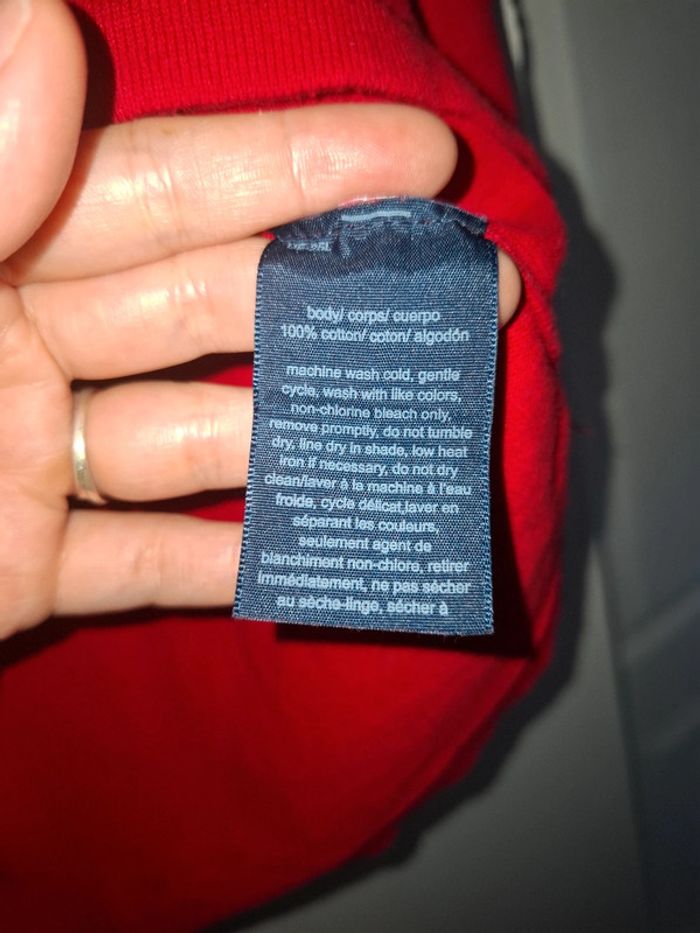 body/ corps/ cuerpo
100% cotton/ coton/ algodón
machine wash cold, gentle
cycle, wash with like colors,
non-chlorine bleach only,
remove promptly, do not tumble
dry, line dry in shade, low heat
iron if necessary, do not dry
clean/laver à la machine à l'eau
froide, cycle délicat,laver en
séparant les couleurs,
seulement agent de
blanchiment non-chlore, retirer
immédiatement, ne pas sécher
au sèche-linge, sécher à